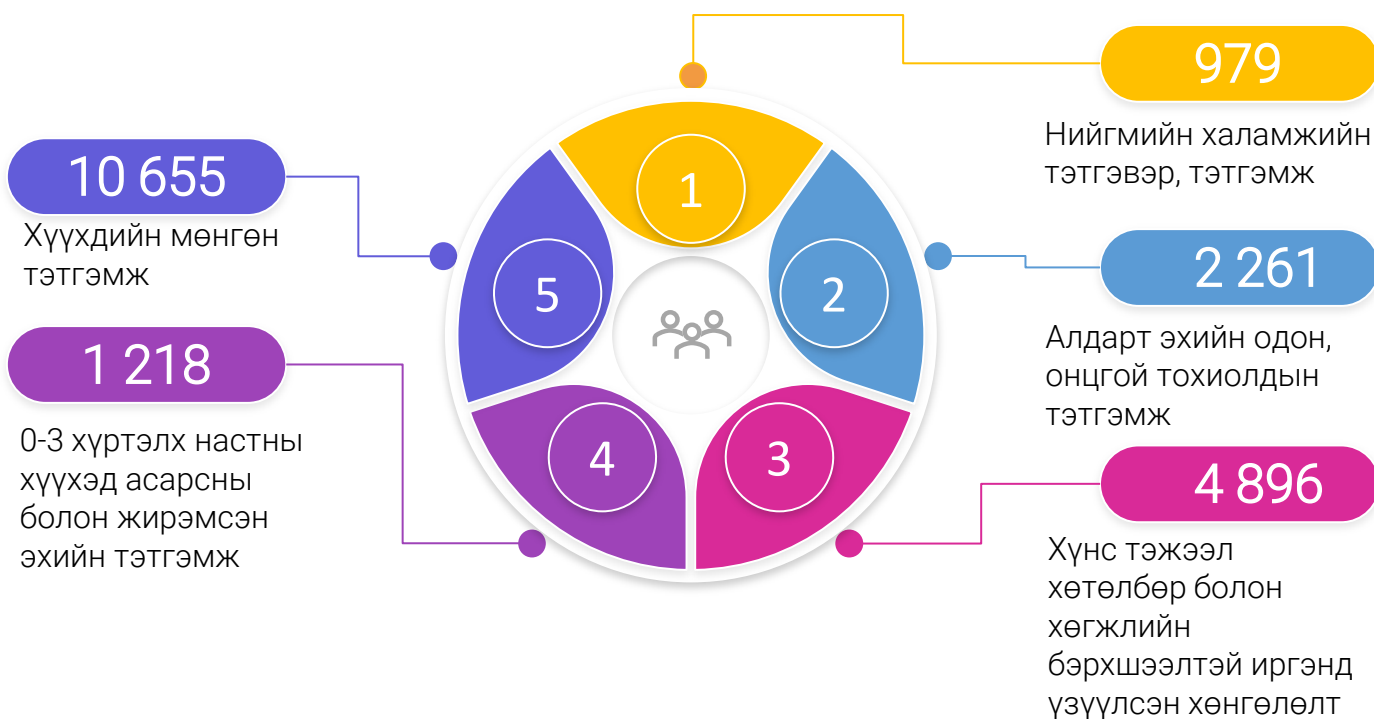 979
Нийгмийн халамжийн
тэтгэвэр, тэтгэмж
2 261
Алдарт эхийн одон,
онцгой тохиолдын
тэтгэмж
4 896
Хүнс тэжээл
хөтөлбөр болон
хөгжлийн
бэрхшээлтэй иргэнд
үзүүлсэн хөнгөлөлт
1 218
0-3 хүртэлх настны
хүүхэд асарсны
болон жирэмсэн
эхийн тэтгэмж
10 655
Хүүхдийн мөнгөн
тэтгэмж
1
2
3
4
5